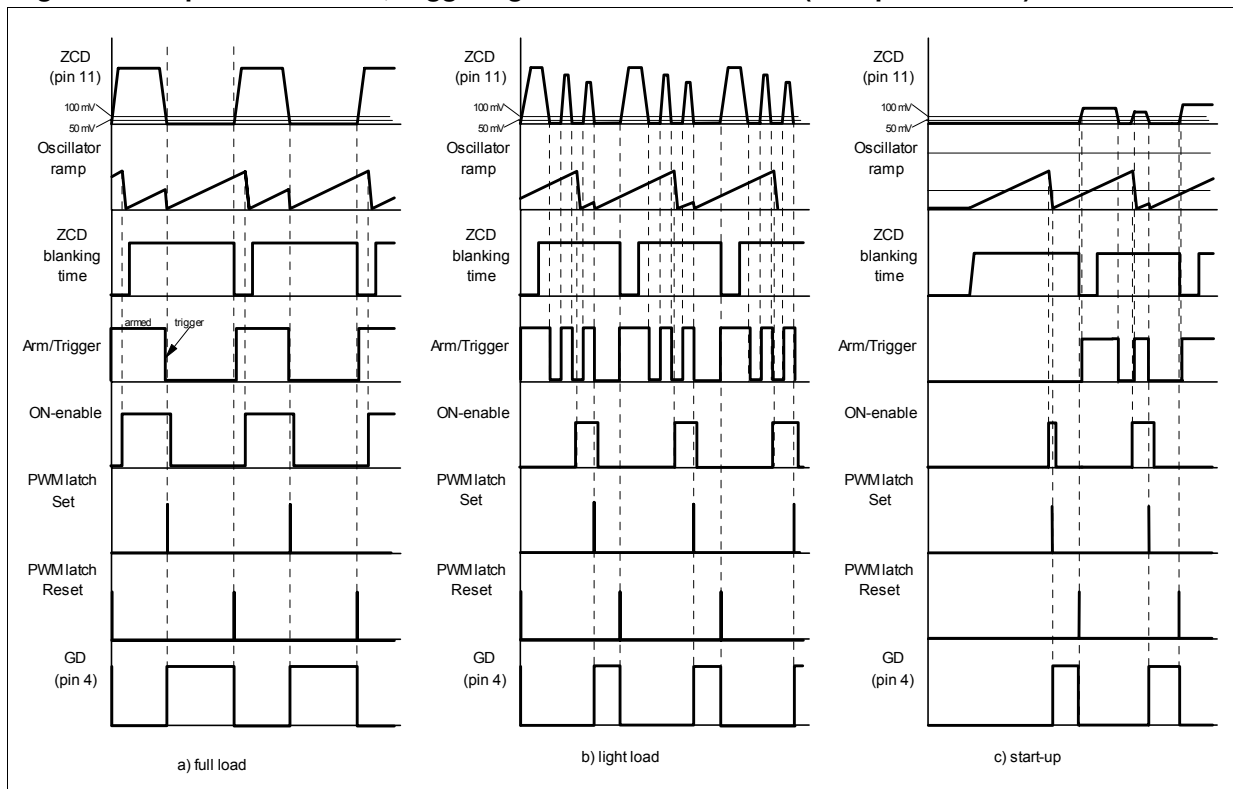 ZCD
(pin 11)
100 mV
50 mV
Oscillator
ramp
ZCD
blanking
time
armed
trigger
Arm/Trigger
ON-enable
PWM latch
Set
PWM latch
Reset
GD
(pin 4)
a) full load
ZCD
(pin 11)
100 mV
50 mV
Oscillator
ramp
ZCD
blanking
time
Arm/Trigger
ON-enable
PWM latch
Set
PWM latch
Reset
GD
(pin 4)
b) light load
ZCD
(pin 11)
100 mV
50 mV
Oscillator
ramp
ZCD
blanking
time
Arm/Trigger
ON-enable
PWM latch
Set
PWM latch
Reset
GD
(pin 4)
c) start-up